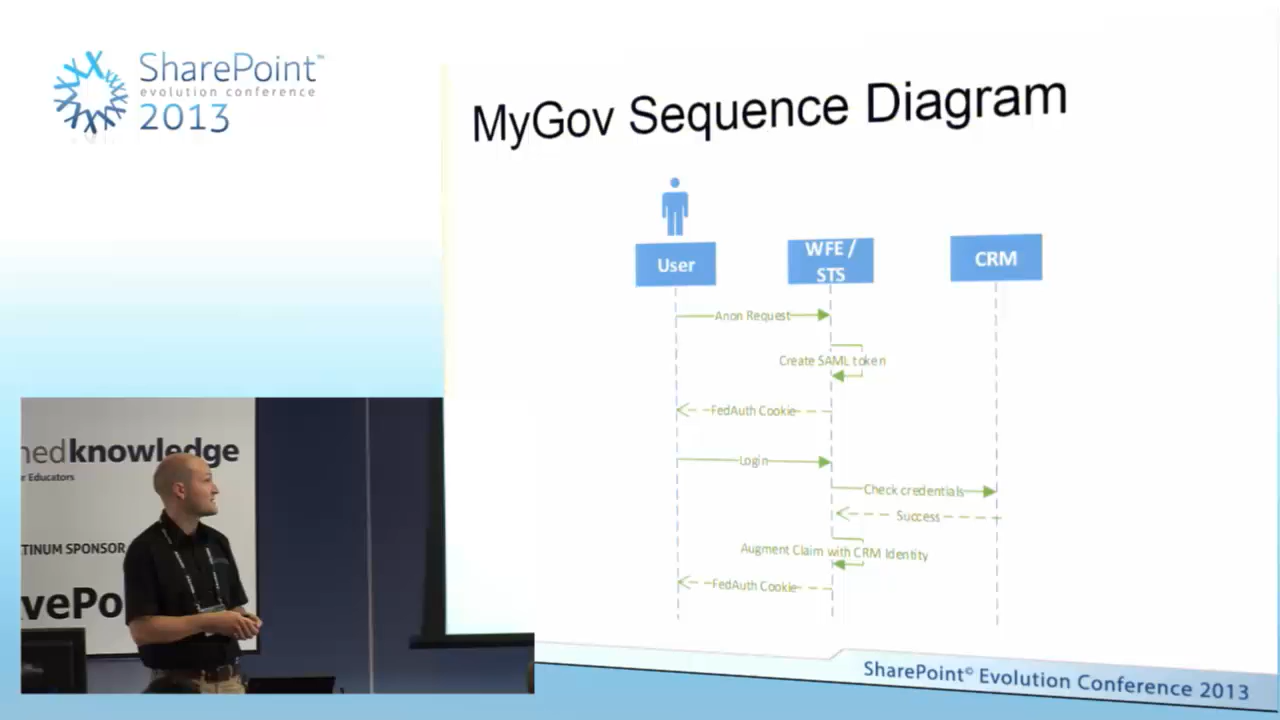 SharePoint™
evolution conference
2013
MyGov Sequence Diagram
User
WFE /
STS
CRM
Anon Request
Create SAML token
FedAuth Cookie
Login
Check credentials
Success
Augment Claim with CRM Identity
FedAuth Cookie
knowledge
Educators
TINUM SPONSOR
vePo
SharePoint© Evolution Conference 2013